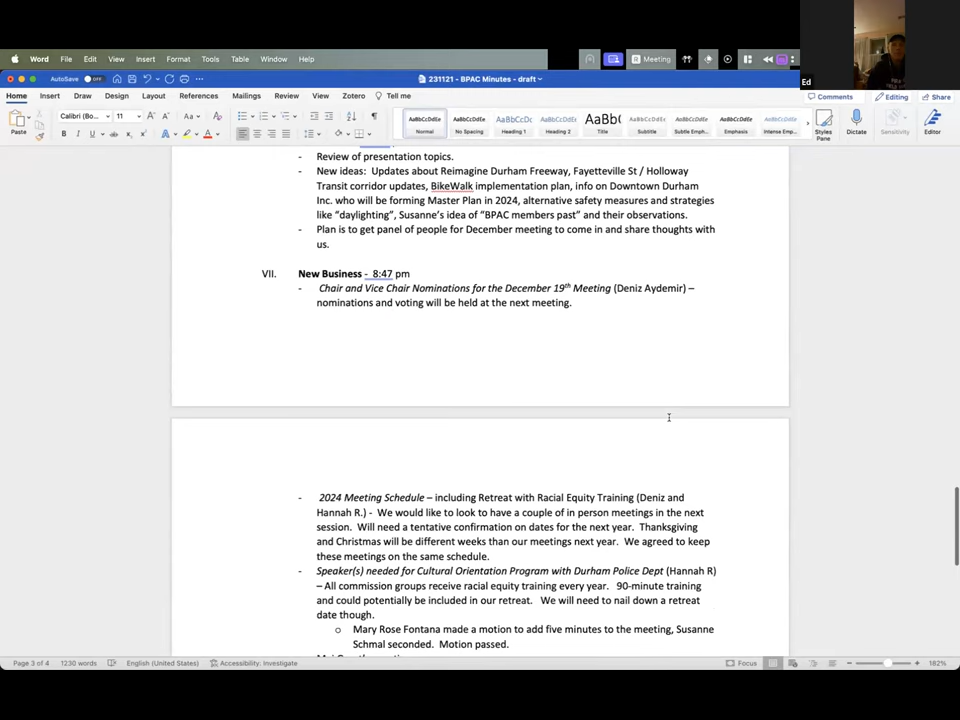 Word File Edit View Insert Format Tools Table Window Help Meeting
Ed
AutoSave OFF 231121 - BPAC Minutes - draft
Home Insert Draw Design Layout References Mailings Review View Zotero Tell me Comments Editing Share
Paste Calibri (Bo... 11 Normal No Spacing Heading 1 Heading 2 Title Subtitle Subtle Emph... Emphasis Intense Emp... Styles Pane Dictate Sensitivity Editor
- Review of presentation topics.
- New ideas: Updates about Reimagine Durham Freeway, Fayetteville St / Holloway
Transit corridor updates, BikeWalk implementation plan, info on Downtown Durham
Inc. who will be forming Master Plan in 2024, alternative safety measures and strategies
like “daylighting”, Susanne’s idea of “BPAC members past” and their observations.
- Plan is to get panel of people for December meeting to come in and share thoughts with
us.
VII. New Business - 8:47 pm
- Chair and Vice Chair Nominations for the December 19th Meeting (Deniz Aydemir) –
nominations and voting will be held at the next meeting.
- 2024 Meeting Schedule – including Retreat with Racial Equity Training (Deniz and
Hannah R.) - We would like to look to have a couple of in person meetings in the next
session. Will need a tentative confirmation on dates for the next year. Thanksgiving
and Christmas will be different weeks than our meetings next year. We agreed to keep
these meetings on the same schedule.
- Speaker(s) needed for Cultural Orientation Program with Durham Police Dept (Hannah R)
– All commission groups receive racial equity training every year. 90-minute training
and could potentially be included in our retreat. We will need to nail down a retreat
date though.
o Mary Rose Fontana made a motion to add five minutes to the meeting, Susanne
Schmal seconded. Motion passed.
Page 3 of 4 1230 words English (United States) Accessibility: Investigate Focus 182%